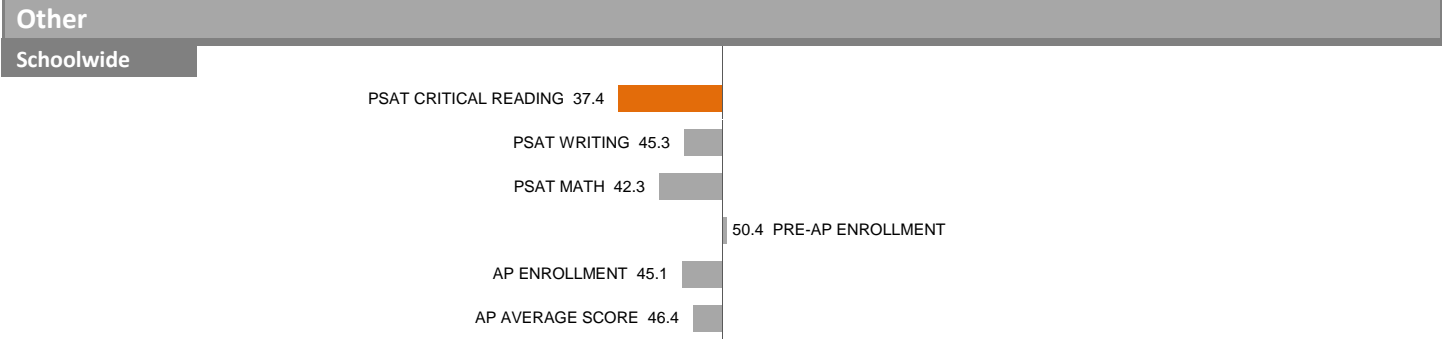 Other
Schoolwide
PSAT CRITICAL READING 37.4
PSAT WRITING 45.3
PSAT MATH 42.3
50.4 PRE-AP ENROLLMENT
AP ENROLLMENT 45.1
AP AVERAGE SCORE 46.4